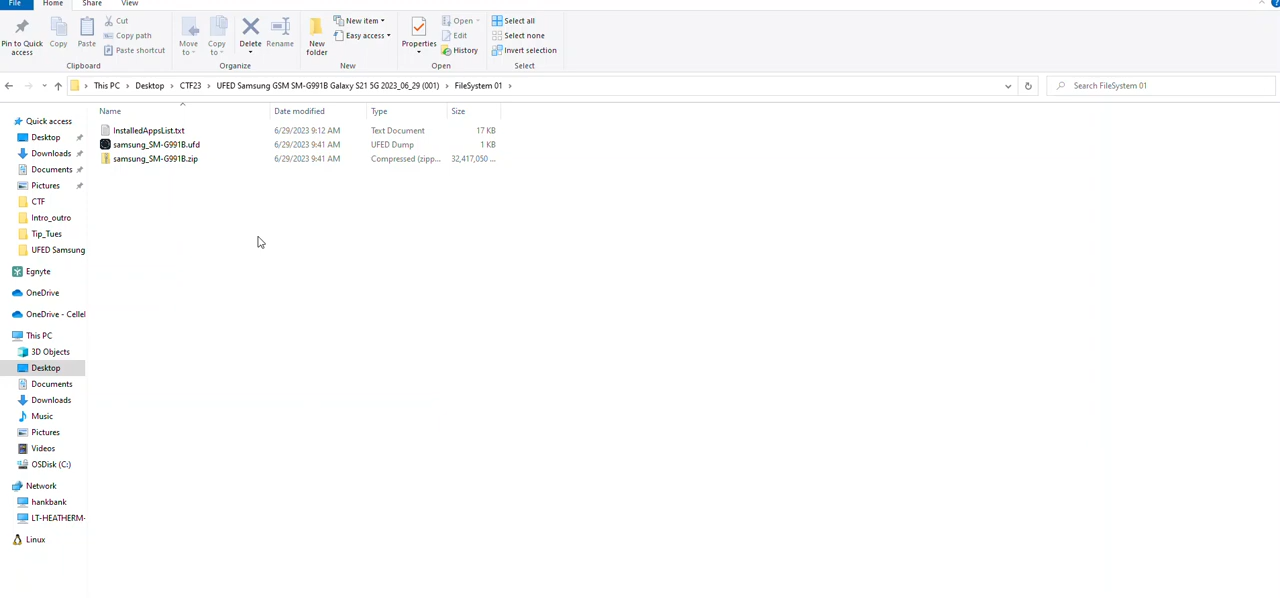 File Home Share View
Pin to Quick access
Copy
Paste
Cut
Copy path
Paste shortcut
Clipboard
Move to
Copy to
Delete
Rename
Organize
New folder
New item
Easy access
New
Properties
Open
Edit
History
Open
Select all
Select none
Invert selection
Select
This PC > Desktop > CTF23 > UFED Samsung GSM SM-G991B Galaxy S21 5G 2023_06_29 (001) > FileSystem 01 >
Search FileSystem 01
Name Date modified Type Size
InstalledAppsList.txt 6/29/2023 9:12 AM Text Document 17 KB
samsung_SM-G991B.ufd 6/29/2023 9:41 AM UFED Dump 1 KB
samsung_SM-G991B.zip 6/29/2023 9:41 AM Compressed (zipp... 32,417,050 ...
Quick access
Desktop
Downloads
Documents
Pictures
CTF
Intro_outro
Tip_Tues
UFED Samsung
Egnyte
OneDrive
OneDrive - Cellel
This PC
3D Objects
Desktop
Documents
Downloads
Music
Pictures
Videos
OSDisk (C:)
Network
hankbank
LT-HEATHERM-
Linux